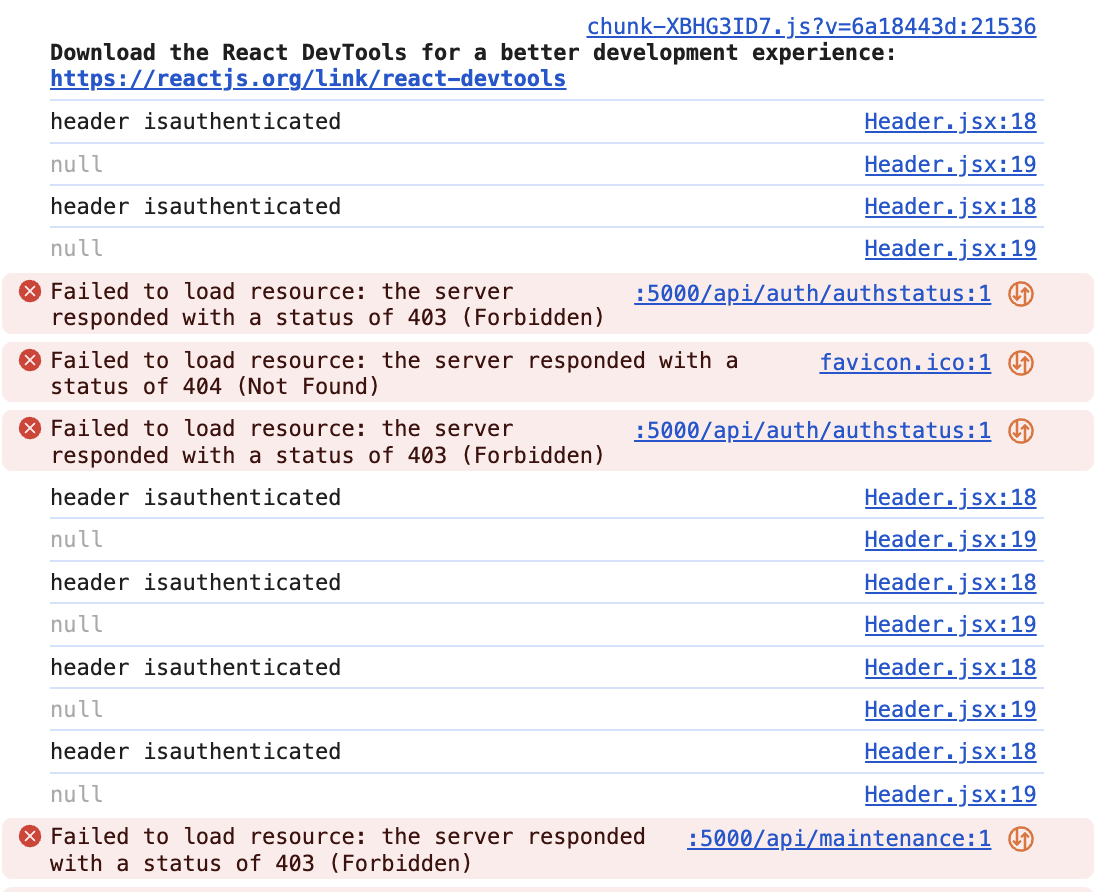 chunk-XBHG3ID7.js?v=6a18443d:21536
Download the React DevTools for a better development experience:
https://reactjs.org/link/react-devtools
header isauthenticated Header.jsx:18
null Header.jsx:19
header isauthenticated Header.jsx:18
null Header.jsx:19
Failed to load resource: the server :5000/api/auth/authstatus:1
responded with a status of 403 (Forbidden)
Failed to load resource: the server responded with a favicon.ico:1
status of 404 (Not Found)
Failed to load resource: the server :5000/api/auth/authstatus:1
responded with a status of 403 (Forbidden)
header isauthenticated Header.jsx:18
null Header.jsx:19
header isauthenticated Header.jsx:18
null Header.jsx:19
header isauthenticated Header.jsx:18
null Header.jsx:19
header isauthenticated Header.jsx:18
null Header.jsx:19
Failed to load resource: the server responded :5000/api/maintenance:1
with a status of 403 (Forbidden)